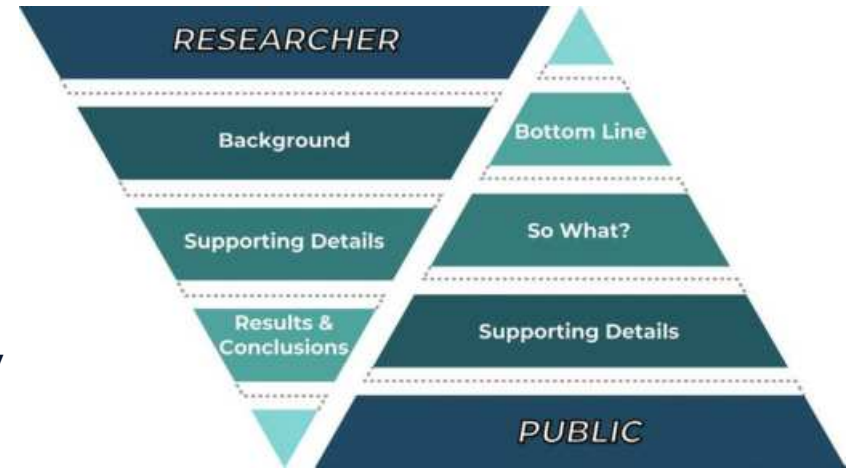 RESEARCHER
Background
Supporting Details
Results &
Conclusions
Bottom Line
So What?
Supporting Details
PUBLIC